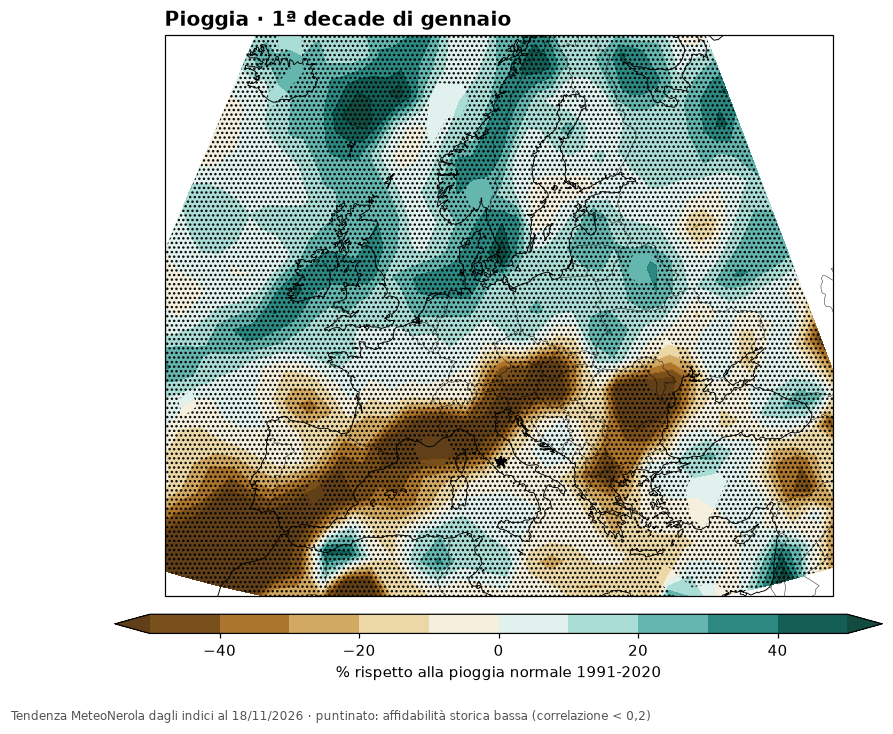 Pioggia · 1ª decade di gennaio
−40 −20 0 20 40
% rispetto alla pioggia normale 1991-2020
Tendenza MeteoNerola dagli indici al 18/11/2026 · puntinato: affidabilità storica bassa (correlazione < 0,2)